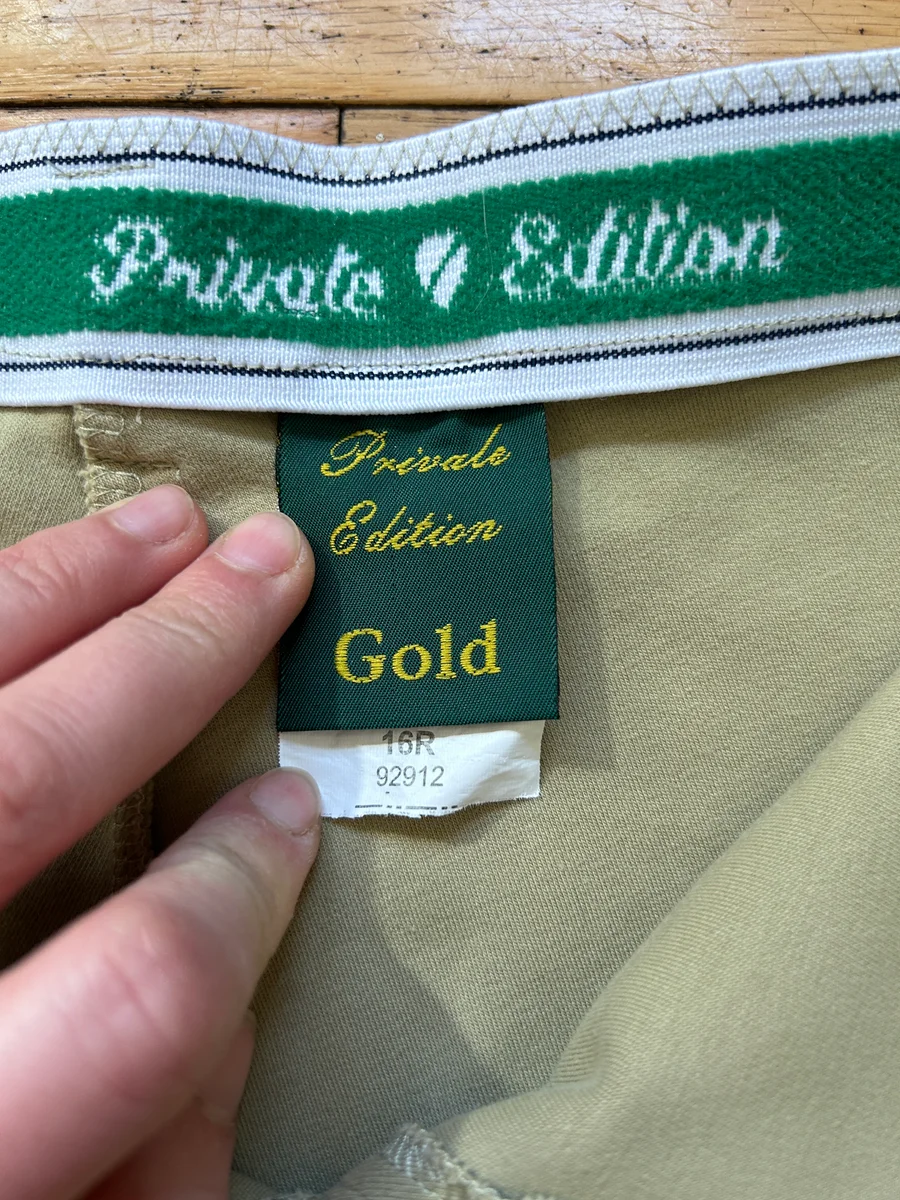 Private Edition
Private
Edition
Gold
16R
92912